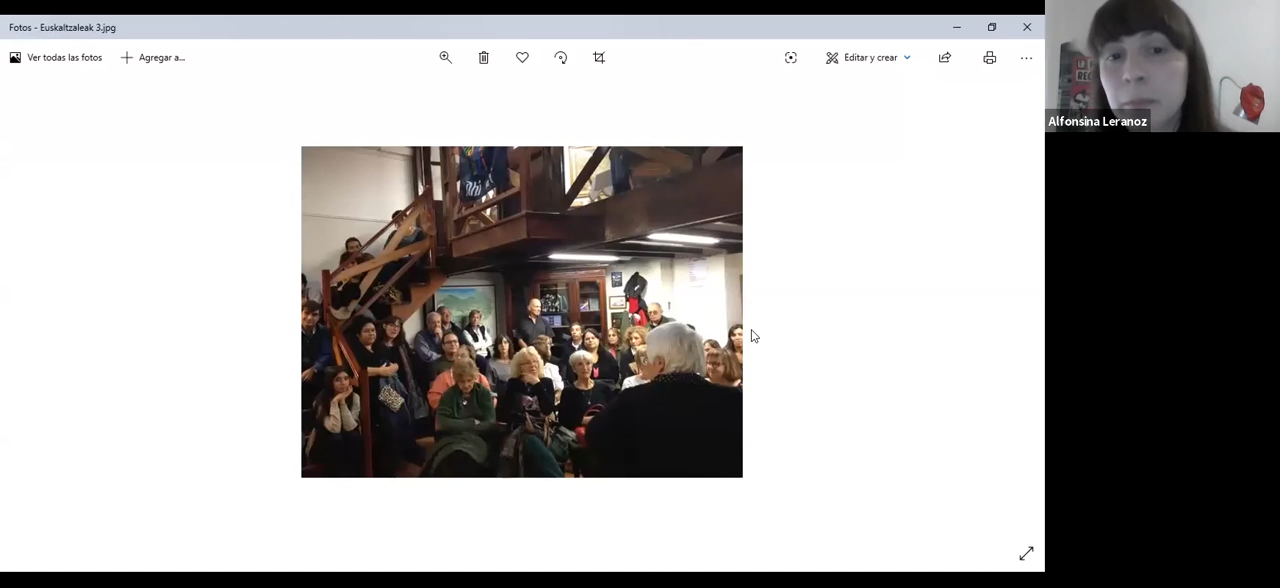 Fotos - Euskaltzaleak 3.jpg
Ver todas las fotos
Agregar a...
Editar y crear
Alfonsina Leranoz